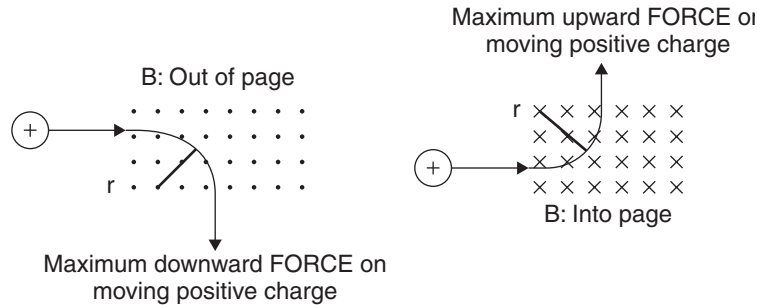 Maximum upward FORCE
moving positive charge
B: Out of page
r
+
r
+
B: Into page
Maximum downward FORCE on
moving positive charge